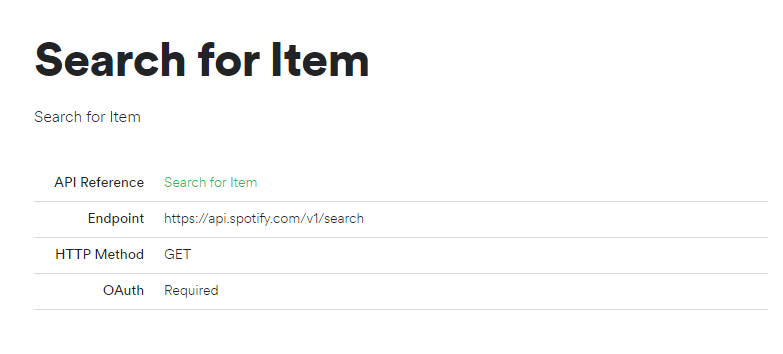 Search for Item
Search for Item
API Reference Search for Item
Endpoint https://api.spotify.com/v1/search
HTTP Method GET
OAuth Required